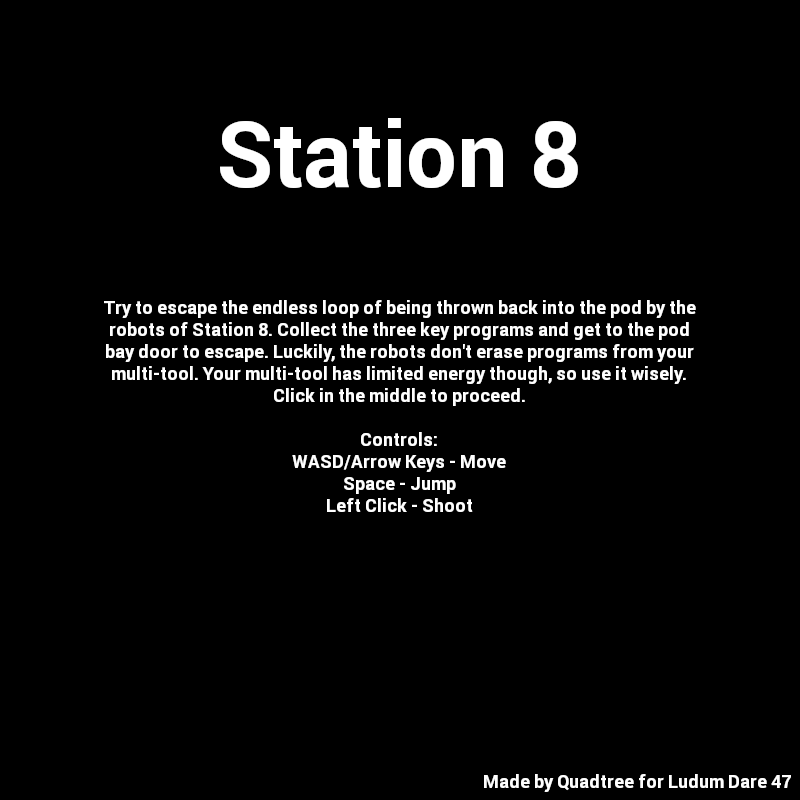 Station 8
Try to escape the endless loop of being thrown back into the pod by the
robots of Station 8. Collect the three key programs and get to the pod
bay door to escape. Luckily, the robots don't erase programs from your
multi-tool. Your multi-tool has limited energy though, so use it wisely.
Click in the middle to proceed.
Controls:
WASD/Arrow Keys - Move
Space - Jump
Left Click - Shoot
Made by Quadtree for Ludum Dare 47